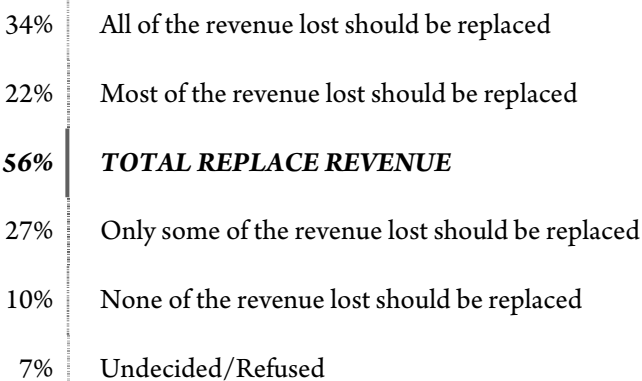 34% All of the revenue lost should be replaced
22% Most of the revenue lost should be replaced
56% TOTAL REPLACE REVENUE
27% Only some of the revenue lost should be replaced
10% None of the revenue lost should be replaced
7% Undecided/Refused